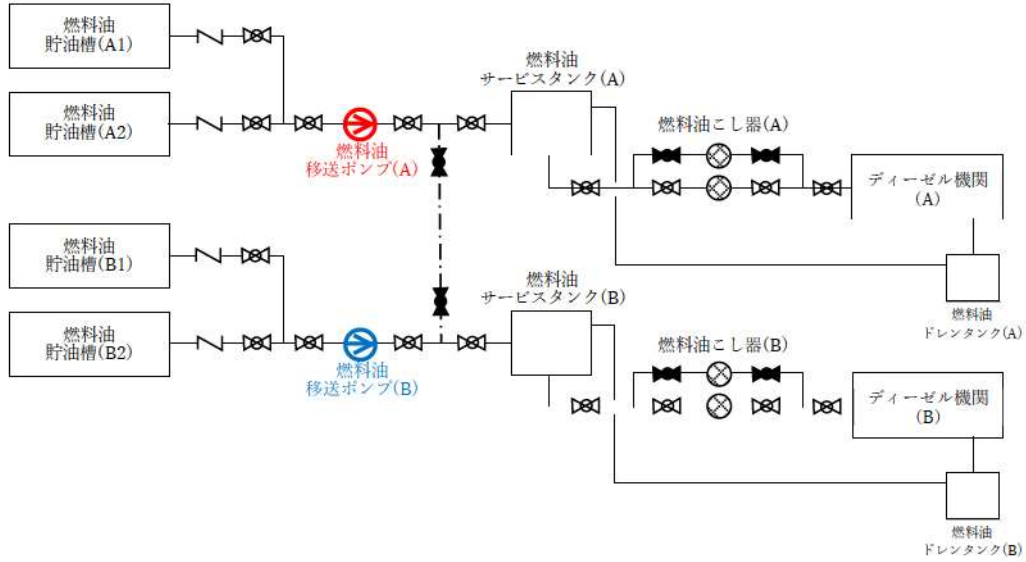 燃料油
貯油槽(A1)
燃料油
貯油槽(A2)
燃料油
移送ポンプ(A)
燃料油
サービスタンク(A)
燃料油こし器(A)
ディーゼル機関
(A)
燃料油
ドレンタンク(A)
燃料油
貯油槽(B1)
燃料油
貯油槽(B2)
燃料油
移送ポンプ(B)
燃料油
サービスタンク(B)
燃料油こし器(B)
ディーゼル機関
(B)
燃料油
ドレンタンク(B)